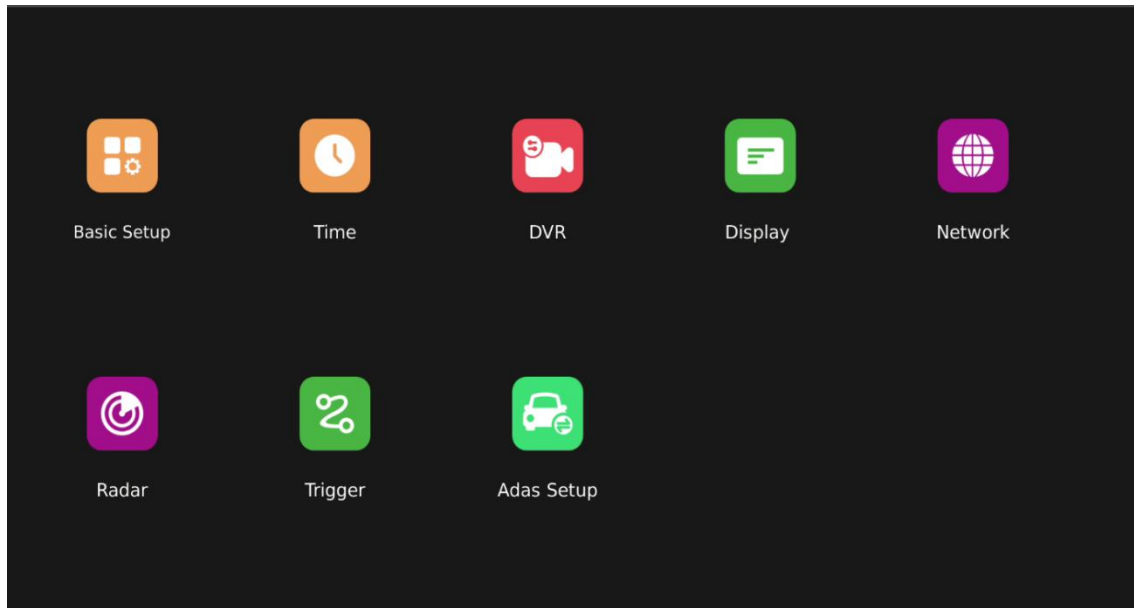 Basic Setup
Time
DVR
Display
Network
Radar
Trigger
Adas Setup